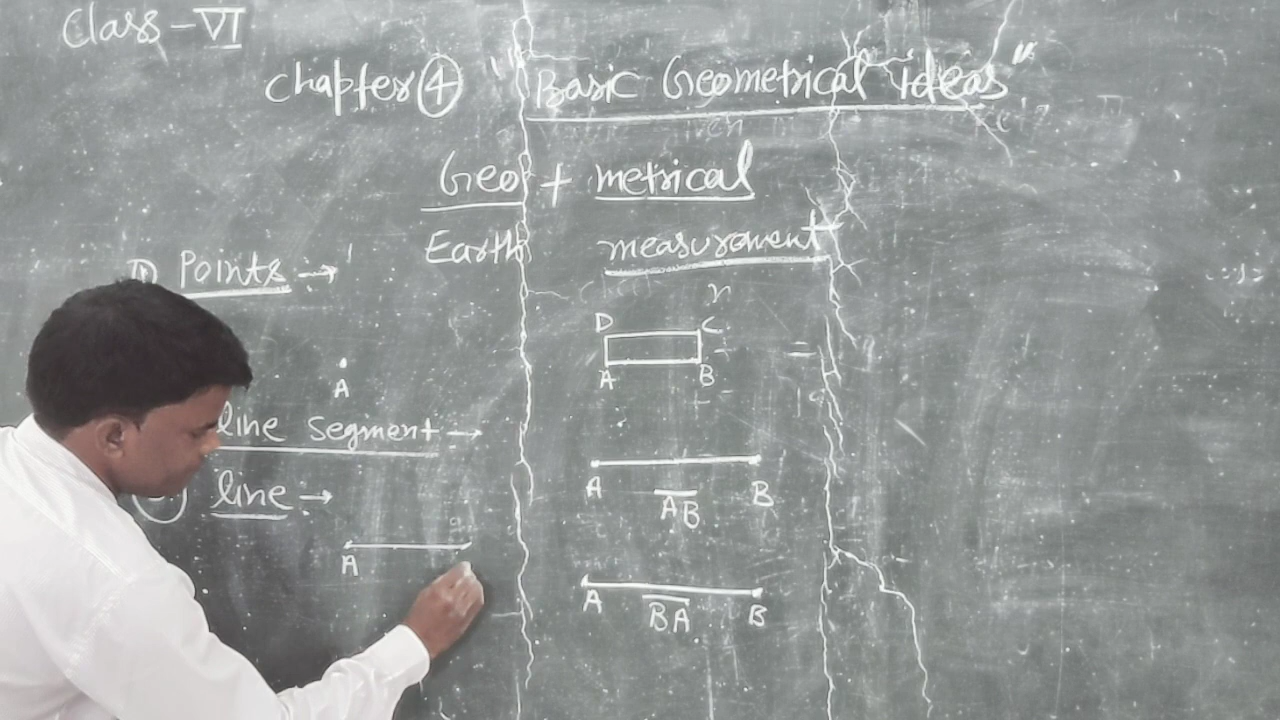 Class - VI
Chapter 4 "Basic Geometrical ideas"
Geo + metrical
Earth measurement
① Points →
D C
A B
A
line segment →
A B
AB
line →
A
A B
BA